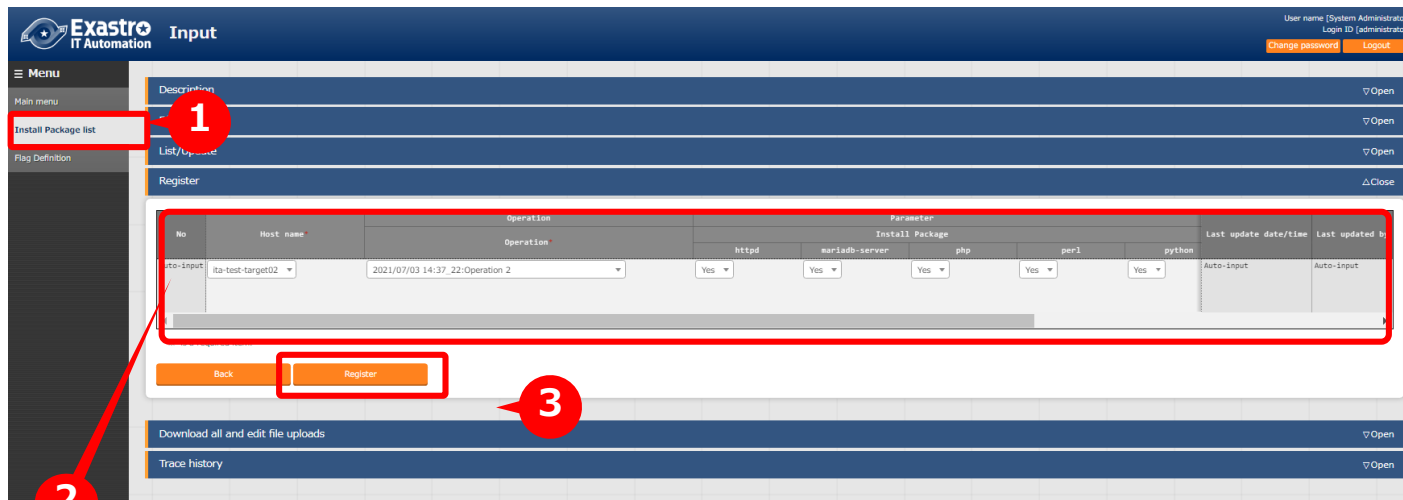 Exastro
IT Automation
Input
User name [System Administrato
Login ID [administrato
Change password
Logout
≡ Menu
Main menu
Install Package list
Flag Definition
1
Description
▽Open
▽Open
List/Update
▽Open
Register
△Close
No
Host name*
Operation
Operation*
Parameter
Install Package
httpd
mariadb-server
php
perl
python
Last update date/time
Last updated by
uto-input
ita-test-target02
2021/07/03 14:37_22:Operation 2
Yes
Yes
Yes
Yes
Yes
Auto-input
Auto-input
Back
Register
3
Download all and edit file uploads
▽Open
Trace history
▽Open
2